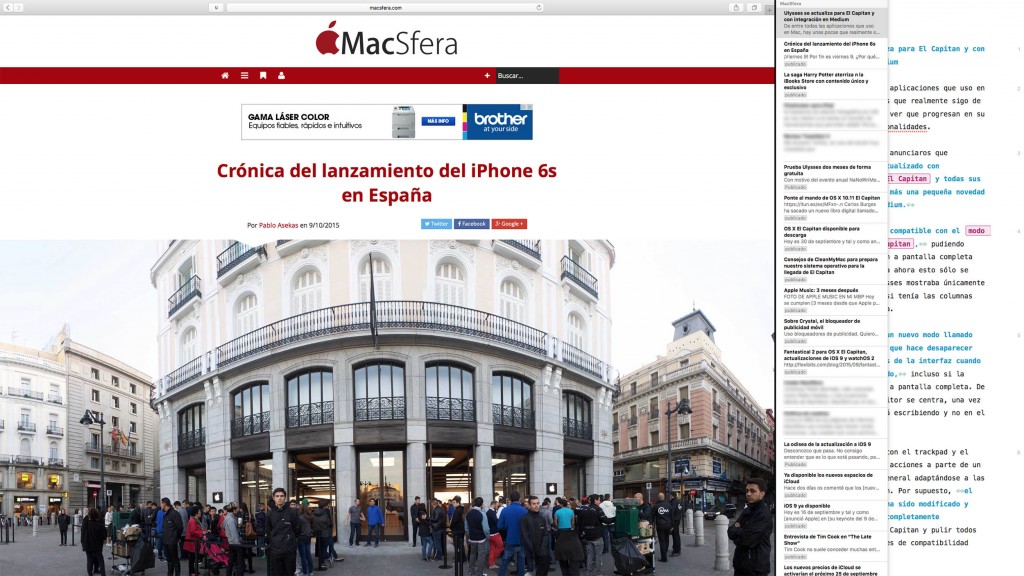 macsfera.com
MacSfera
Buscar...
GAMA LÁSER COLOR
Equipos fiables, rápidos e intuitivos
MÁS INFO
brother
at your side
Crónica del lanzamiento del iPhone 6s
en España
Por Pablo Asekas en 9/10/2015
Twitter
Facebook
Google +
MacSfera
Ulysses se actualiza para El Capitan y
con integración en Medium
De entre todas las aplicaciones que uso
en Mac, hay unas pocas que realmente s...
Crónica del lanzamiento del iPhone 6s
en España
¡Viernes 9! Por fin es viernes 9. ¿Por qué...
publicado
La saga Harry Potter aterriza n la
iBooks Store con contenido único y
exclusivo
publicado
Prueba Ulysses dos meses de forma
gratuita
Con motivo del evento anual NaNoWriMo...
Publicado
Ponte al mando de OS X 10.11 El Capitan
Carlos Burges
ha sacado un nuevo libro digital llamado...
publicado
OS X El Capitan disponible para
descarga
Hoy es 30 de septiembre y tal y como an...
publicado
Consejos de CleanMyMac para prepara
nuestro sistema operativo para la
llegada de El Capitan
publicado
Apple Music: 3 meses después
FOTO DE APPLE MUSIC EN MI MBP Hoy
se cumplen [3 meses desde que Apple p...
publicado
Sobre Crystal, el bloqueador de
publicidad móvil
Uso bloqueadores de publicidad. Quiero...
publicado
Fantastical 2 para OS X El Capitan,
actualizaciones de iOS 9 y watchOS 2
http://flexibits.com/blog/2015/09/fantast...
publicado
La odisea de la actualización a iOS 9
Desconozco que pasa. No consigo
entender que es lo que está pasando, po...
Publicado
Ya disponible los nuevos espacios de
iCloud
Hace dos días os comenté que los [nuev...
publicado
iOS 9 ya disponible
Hoy es 16 de septiembre y tal y como
[anunció Apple] en [su keynote del 9 de...
publicado
Entrevista de Tim Cook en "The Late
Show"
Tim Cook no suele conceder muchas ent...
publicado
Los nuevos precios de iCloud se
activarían el próximo 25 de septiembre
za para El Capitan y con
ium
aplicaciones que uso en
s que realmente sigo de
ver que progresan en su
onalidades.
anunciaros que
tualizado con
El Capitan y todas sus
más una pequeña novedad
dium.
compatible con el modo
apitan, pudiendo
n a pantalla completa
a ahora esto sólo se
sses mostraba únicamente
si tenía las columnas
a.
un nuevo modo llamado
que hace desaparecer
s de la interfaz cuando
do, incluso si la
a pantalla completa. De
itor se centra, una vez
á escribiendo y no en el
con el trackpad y el
acciones a parte de un
eneral adaptándose a las
n. Por supuesto, el
ha sido modificado y
completamente
Capitan y pulir todos
es de compatibilidad